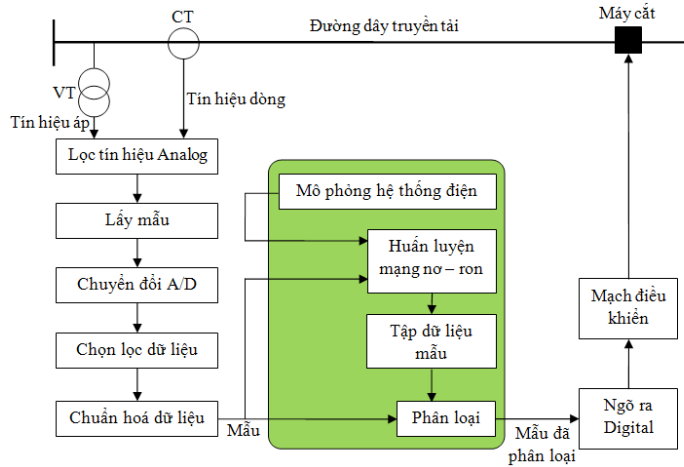 CT
Đường dây truyền tải
Máy cắt
VT
Tín hiệu dòng
Tín hiệu áp
Lọc tín hiệu Analog
Lấy mẫu
Chuyển đổi A/D
Chọn lọc dữ liệu
Chuẩn hoá dữ liệu
Mẫu
Mô phỏng hệ thống điện
Huấn luyện
mạng nơ – ron
Tập dữ liệu
mẫu
Phân loại
Mẫu đã
phân loại
Ngõ ra
Digital
Mạch điều
khiển